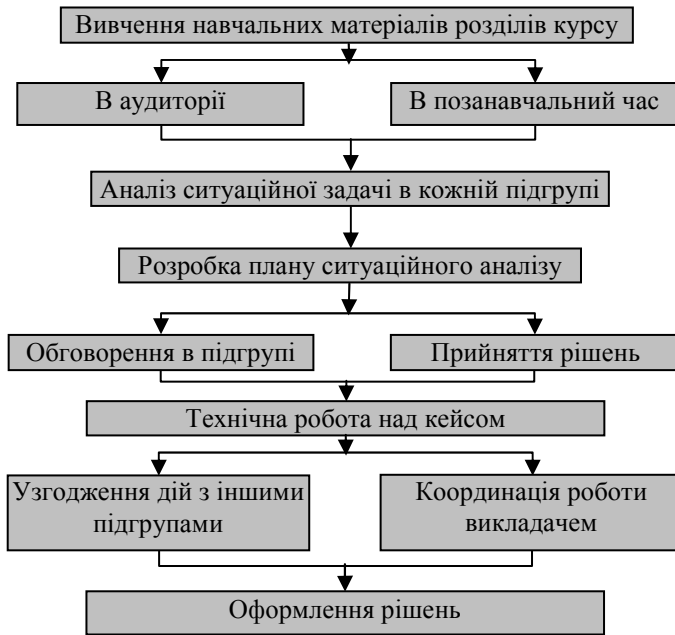 Вивчення навчальних матеріалів розділів курсу
В аудиторії
В позанавчальний час
Аналіз ситуаційної задачі в кожній підгрупі
Розробка плану ситуаційного аналізу
Обговорення в підгрупі
Прийняття рішень
Технічна робота над кейсом
Узгодження дій з іншими
підгрупами
Координація роботи
викладачем
Оформлення рішень